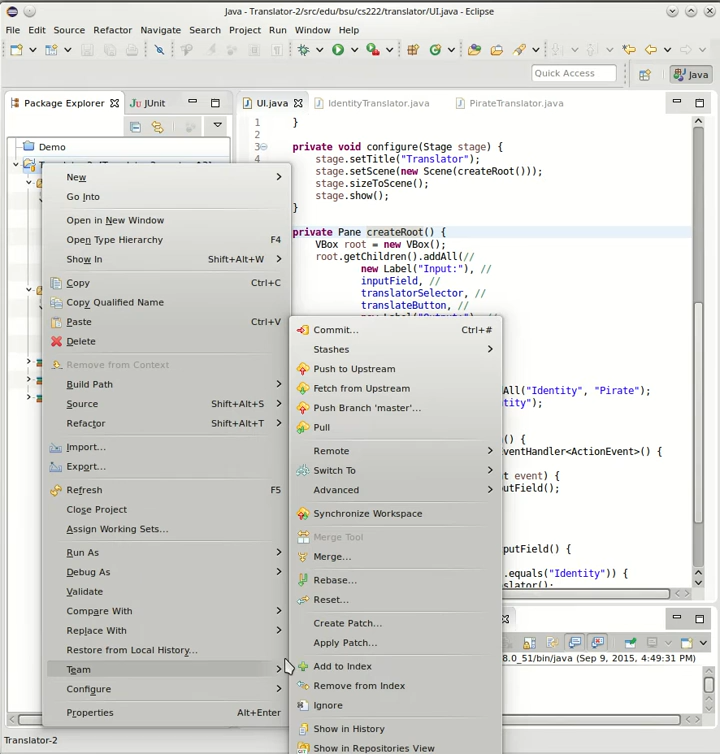 Java - Translator-2/src/edu/bsu/cs222/translator/UI.java - Eclipse
File Edit Source Refactor Navigate Search Project Run Window Help
Quick Access
Java
Package Explorer
JUnit
UI.java
IdentityTranslator.java
PirateTranslator.java
Demo
1 }
2
3 private void configure(Stage stage) {
4 stage.setTitle("Translator");
stage.setScene(new Scene(createRoot()));
stage.sizeToScene();
stage.show();
}
private Pane createRoot() {
VBox root = new VBox();
root.getChildren().addAll(//
new Label("Input:"), //
inputField, //
translatorSelector, //
translateButton, //
All("Identity", "Pirate");
tity");
() {
ventHandler<ActionEvent>() {
t event) {
utField();
putField() {
.equals("Identity")) {
slator();
New
Go Into
Open in New Window
Open Type Hierarchy F4
Show In Shift+Alt+W
Copy Ctrl+C
Copy Qualified Name
Paste Ctrl+V
Delete
Remove from Context
Build Path
Source Shift+Alt+S
Refactor Shift+Alt+T
Import...
Export...
Refresh F5
Close Project
Assign Working Sets...
Run As
Debug As
Validate
Compare With
Replace With
Restore from Local History...
Team
Configure
Properties Alt+Enter
Commit... Ctrl+#
Stashes
Push to Upstream
Fetch from Upstream
Push Branch 'master'...
Pull
Remote
Switch To
Advanced
Synchronize Workspace
Merge Tool
Merge...
Rebase...
Reset...
Create Patch...
Apply Patch...
Add to Index
Remove from Index
Ignore
Show in History
Show in Repositories View
8.0_51/bin/java (Sep 9, 2015, 4:49:31 PM)
Translator-2